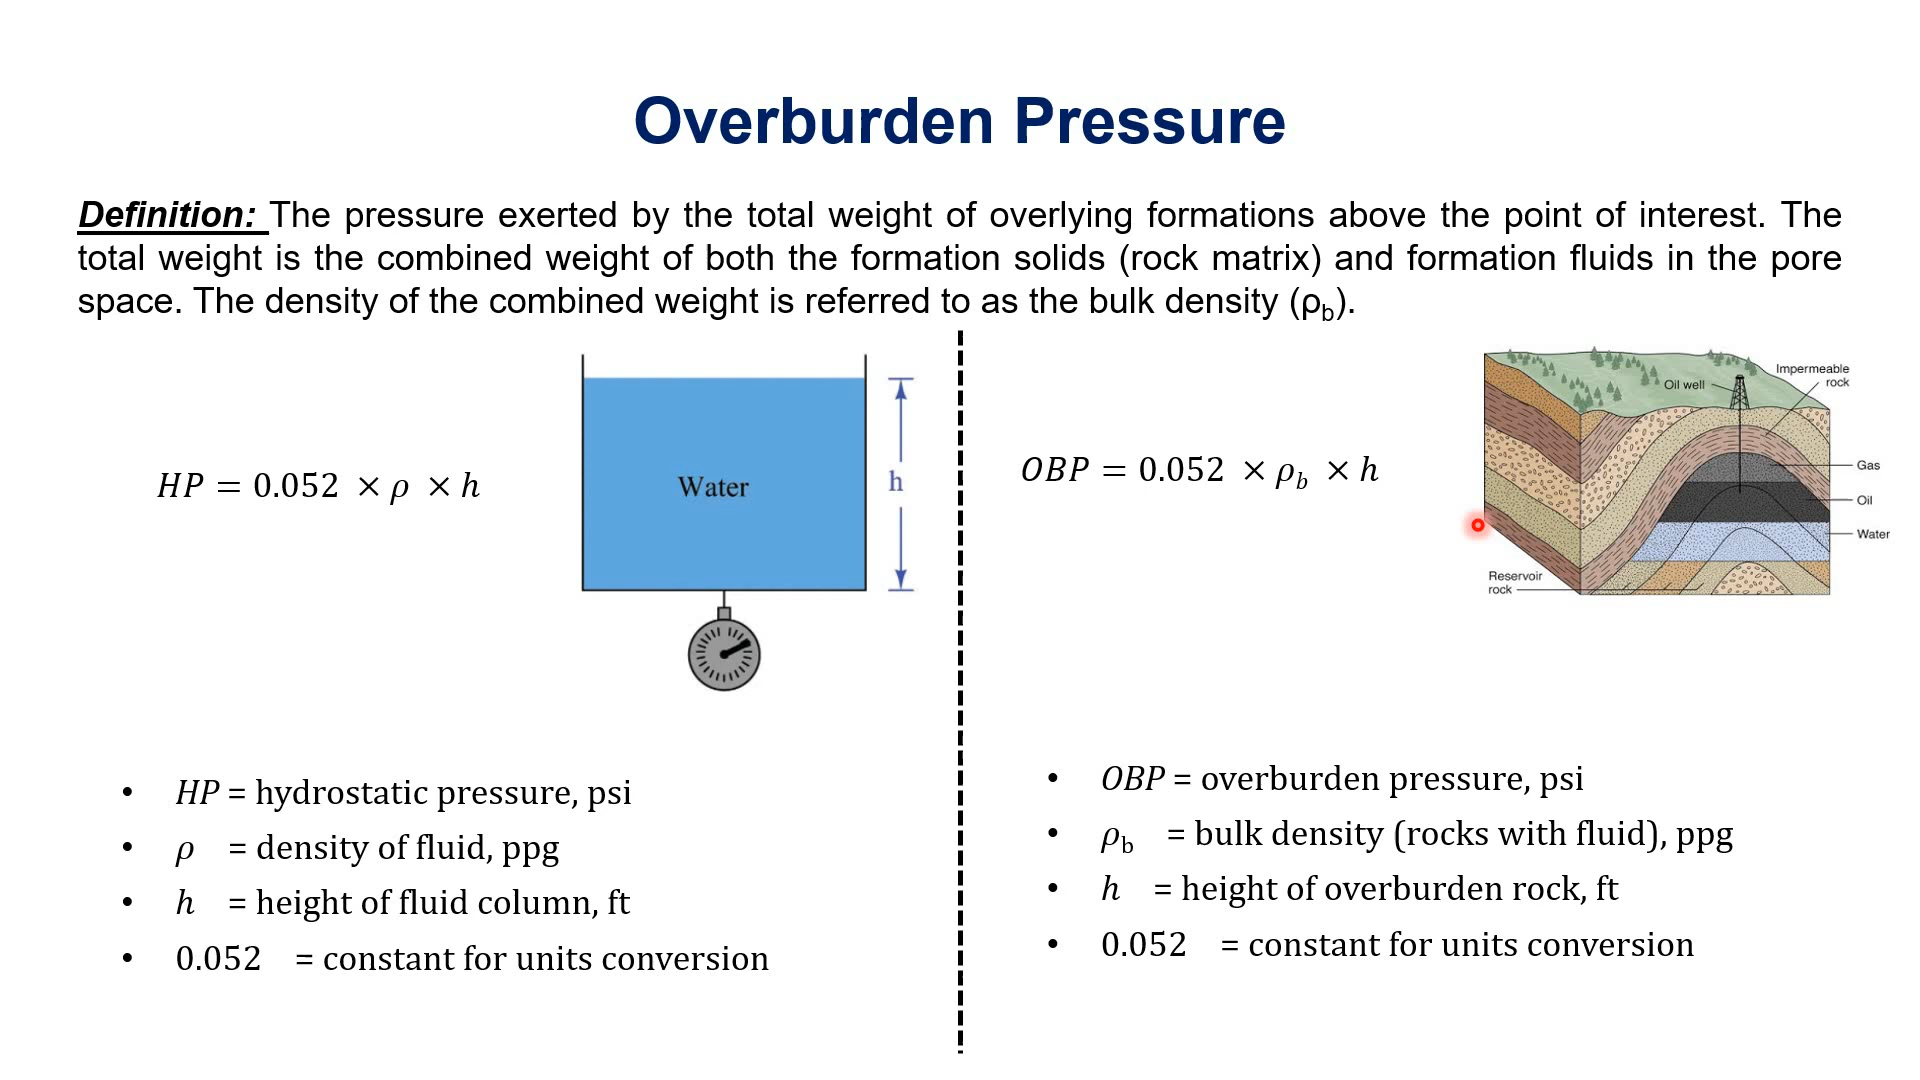 Overburden Pressure
Definition: The pressure exerted by the total weight of overlying formations above the point of interest. The
total weight is the combined weight of both the formation solids (rock matrix) and formation fluids in the pore
space. The density of the combined weight is referred to as the bulk density (ρb).
HP = 0.052 × ρ × h
Water
h
• HP = hydrostatic pressure, psi
• ρ = density of fluid, ppg
• h = height of fluid column, ft
• 0.052 = constant for units conversion
OBP = 0.052 × ρb × h
Oil well
Impermeable
rock
Gas
Oil
Water
Reservoir
rock
• OBP = overburden pressure, psi
• ρb = bulk density (rocks with fluid), ppg
• h = height of overburden rock, ft
• 0.052 = constant for units conversion